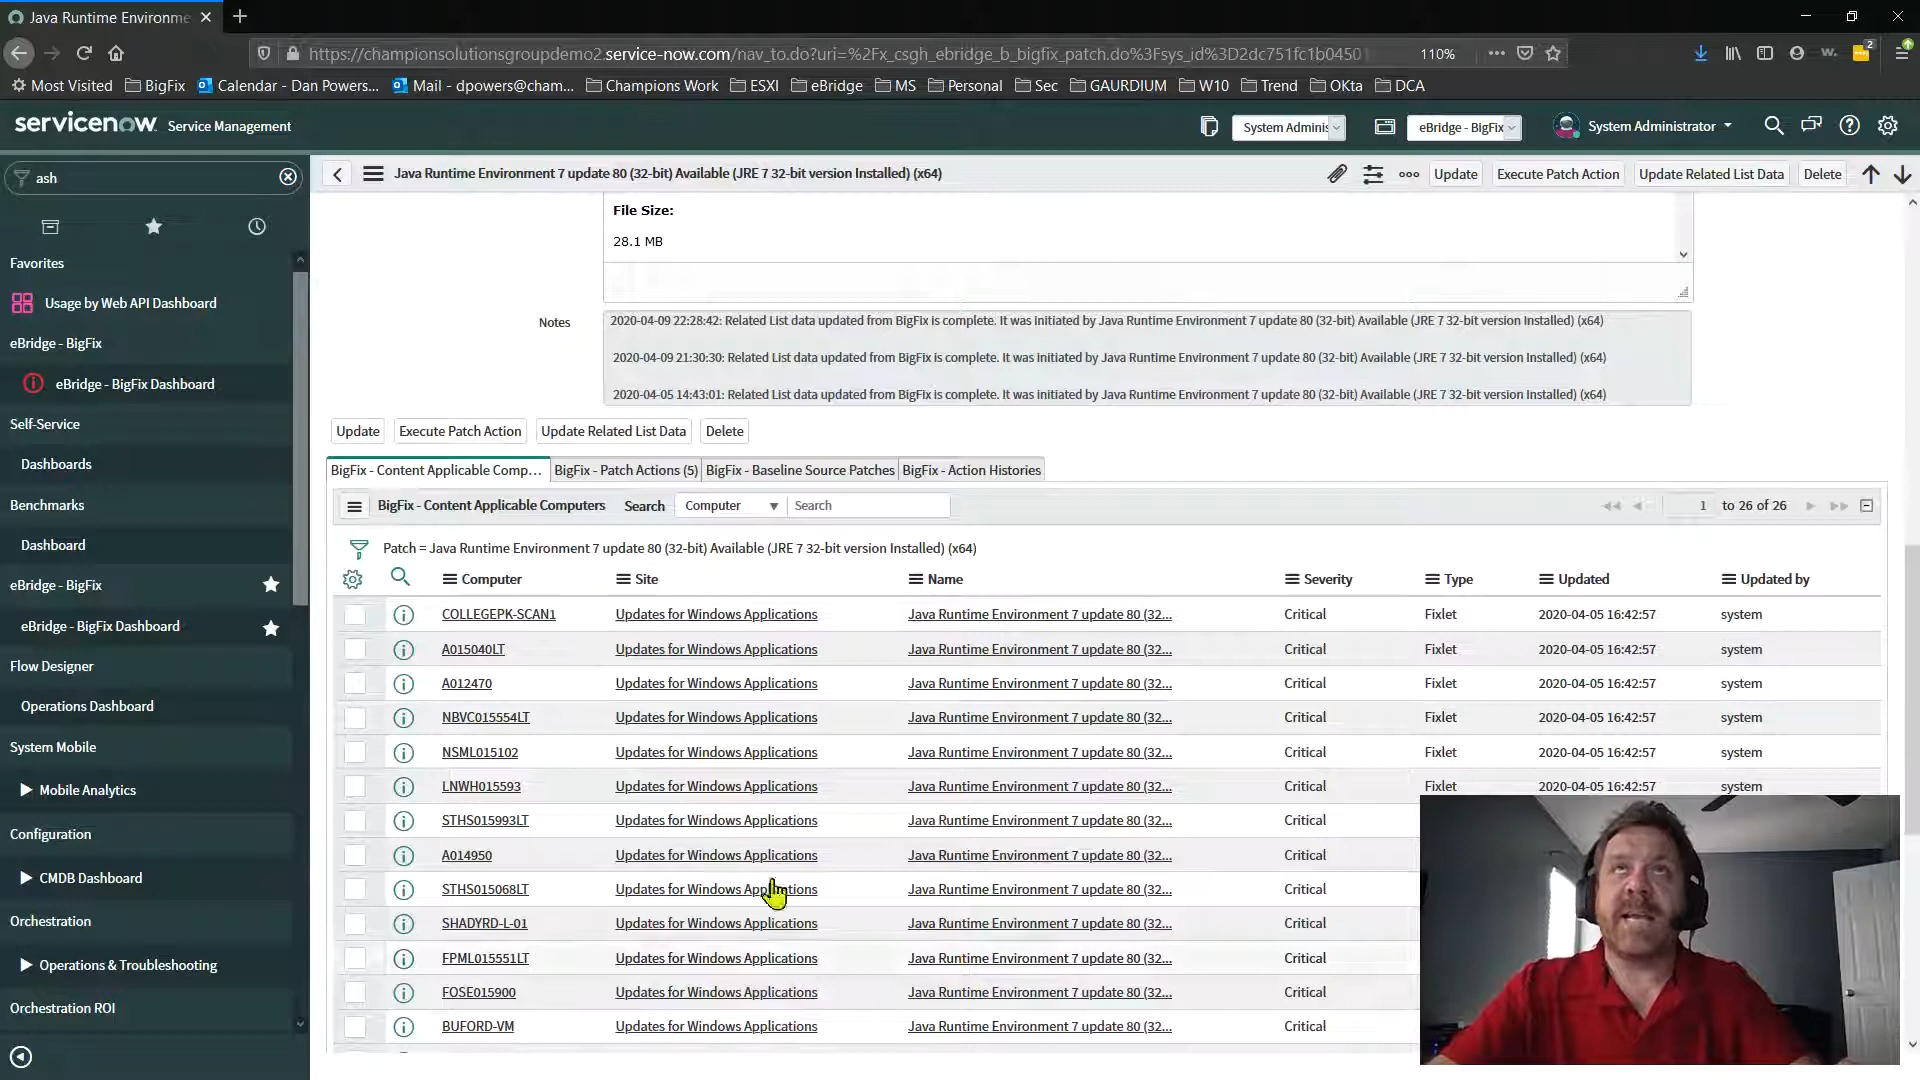 Java Runtime Environme
https://championsolutionsgroupdemo2.service-now.com/nav_to.do?uri=%2Fx_csgh_ebridge_b_bigfix_patch.do%3Fsys_id%3D2dc751fc1b04501
110%
2
Most Visited
BigFix
Calendar - Dan Powers...
Mail - dpowers@cham...
Champions Work
ESXI
eBridge
MS
Personal
Sec
GAURDIUM
W10
Trend
OKta
DCA
servicenow
Service Management
System Adminis
eBridge - BigFix
System Administrator
ash
Java Runtime Environment 7 update 80 (32-bit) Available (JRE 7 32-bit version Installed) (x64)
Update
Execute Patch Action
Update Related List Data
Delete
Favorites
Usage by Web API Dashboard
eBridge - BigFix
eBridge - BigFix Dashboard
Self-Service
Dashboards
Benchmarks
Dashboard
eBridge - BigFix
eBridge - BigFix Dashboard
Flow Designer
Operations Dashboard
System Mobile
Mobile Analytics
Configuration
CMDB Dashboard
Orchestration
Operations & Troubleshooting
Orchestration ROI
File Size:
28.1 MB
Notes
2020-04-09 22:28:42: Related List data updated from BigFix is complete. It was initiated by Java Runtime Environment 7 update 80 (32-bit) Available (JRE 7 32-bit version Installed) (x64)
2020-04-09 21:30:30: Related List data updated from BigFix is complete. It was initiated by Java Runtime Environment 7 update 80 (32-bit) Available (JRE 7 32-bit version Installed) (x64)
2020-04-05 14:43:01: Related List data updated from BigFix is complete. It was initiated by Java Runtime Environment 7 update 80 (32-bit) Available (JRE 7 32-bit version Installed) (x64)
Update
Execute Patch Action
Update Related List Data
Delete
BigFix - Content Applicable Comp...
BigFix - Patch Actions (5)
BigFix - Baseline Source Patches
BigFix - Action Histories
BigFix - Content Applicable Computers
Search
Computer
Search
1 to 26 of 26
Patch = Java Runtime Environment 7 update 80 (32-bit) Available (JRE 7 32-bit version Installed) (x64)
Computer Site Name Severity Type Updated Updated by
COLLEGEPK-SCAN1 Updates for Windows Applications Java Runtime Environment 7 update 80 (32... Critical Fixlet 2020-04-05 16:42:57 system
A015040LT Updates for Windows Applications Java Runtime Environment 7 update 80 (32... Critical Fixlet 2020-04-05 16:42:57 system
A012470 Updates for Windows Applications Java Runtime Environment 7 update 80 (32... Critical Fixlet 2020-04-05 16:42:57 system
NBVC015554LT Updates for Windows Applications Java Runtime Environment 7 update 80 (32... Critical Fixlet 2020-04-05 16:42:57 system
NSML015102 Updates for Windows Applications Java Runtime Environment 7 update 80 (32... Critical Fixlet 2020-04-05 16:42:57 system
LNWH015593 Updates for Windows Applications Java Runtime Environment 7 update 80 (32... Critical Fixlet 2020-04-05 16:42:57 system
STHS015993LT Updates for Windows Applications Java Runtime Environment 7 update 80 (32... Critical
A014950 Updates for Windows Applications Java Runtime Environment 7 update 80 (32... Critical
STHS015068LT Updates for Windows Applications Java Runtime Environment 7 update 80 (32... Critical
SHADYRD-L-01 Updates for Windows Applications Java Runtime Environment 7 update 80 (32... Critical
FPML015551LT Updates for Windows Applications Java Runtime Environment 7 update 80 (32... Critical
FOSE015900 Updates for Windows Applications Java Runtime Environment 7 update 80 (32... Critical
BUFORD-VM Updates for Windows Applications Java Runtime Environment 7 update 80 (32... Critical